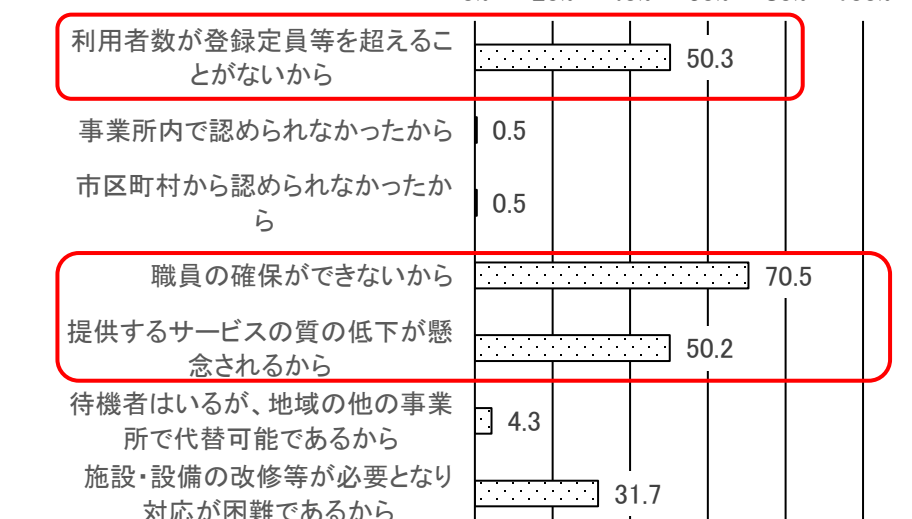 利用者数が登録定員等を超えるこ
とがないから
50.3
事業所内で認められなかったから
0.5
市区町村から認められなかったか
ら
0.5
職員の確保ができないから
70.5
提供するサービスの質の低下が懸
念されるから
50.2
待機者はいるが、地域の他の事業
所で代替可能であるから
4.3
施設・設備の改修等が必要となり
対応が困難であるから
31.7